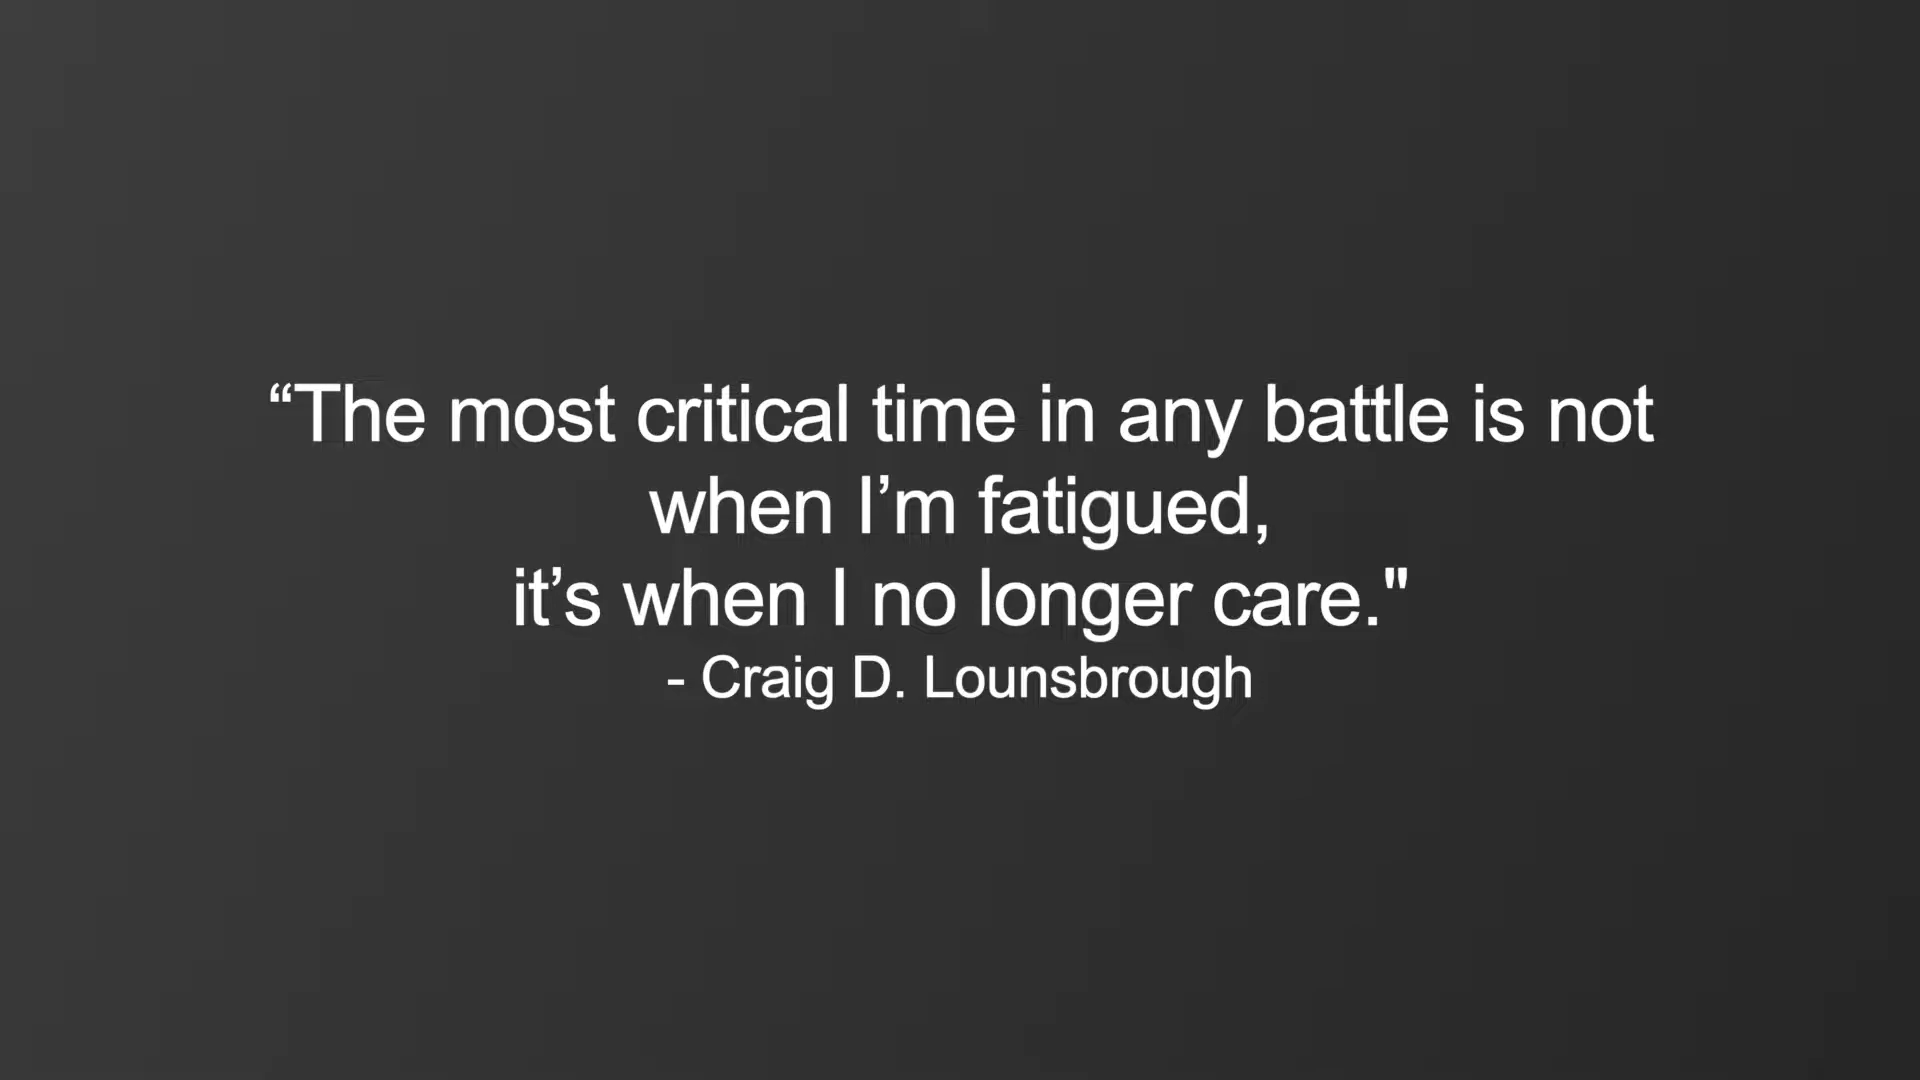 “The most critical time in any battle is not
when I’m fatigued,
it’s when I no longer care."
- Craig D. Lounsbrough